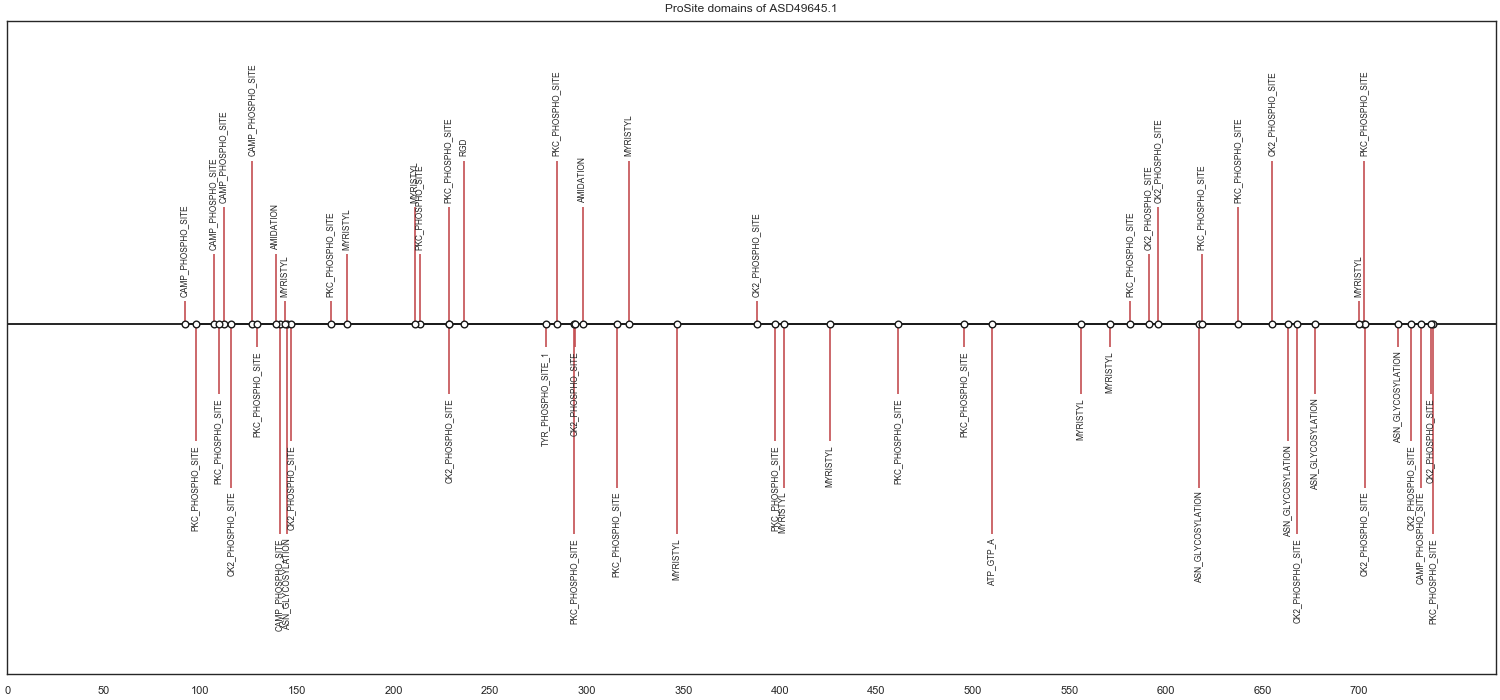 ProSite domains of ASD49645.1
CAMP_PHOSPHO_SITE
PKC_PHOSPHO_SITE
CAMP_PHOSPHO_SITE
PKC_PHOSPHO_SITE
CAMP_PHOSPHO_SITE
CK2_PHOSPHO_SITE
CAMP_PHOSPHO_SITE
PKC_PHOSPHO_SITE
AMIDATION
CAMP_PHOSPHO_SITE
MYRISTYL
ASN_GLYCOSYLATION
CK2_PHOSPHO_SITE
PKC_PHOSPHO_SITE
MYRISTYL
MYRISTYL
PKC_PHOSPHO_SITE
PKC_PHOSPHO_SITE
CK2_PHOSPHO_SITE
RGD
TYR_PHOSPHO_SITE_1
PKC_PHOSPHO_SITE
PKC_PHOSPHO_SITE
CK2_PHOSPHO_SITE
AMIDATION
PKC_PHOSPHO_SITE
MYRISTYL
MYRISTYL
CK2_PHOSPHO_SITE
PKC_PHOSPHO_SITE
MYRISTYL
MYRISTYL
PKC_PHOSPHO_SITE
PKC_PHOSPHO_SITE
ATP_GTP_A
MYRISTYL
MYRISTYL
PKC_PHOSPHO_SITE
CK2_PHOSPHO_SITE
CK2_PHOSPHO_SITE
ASN_GLYCOSYLATION
PKC_PHOSPHO_SITE
PKC_PHOSPHO_SITE
CK2_PHOSPHO_SITE
ASN_GLYCOSYLATION
CK2_PHOSPHO_SITE
ASN_GLYCOSYLATION
MYRISTYL
PKC_PHOSPHO_SITE
CK2_PHOSPHO_SITE
ASN_GLYCOSYLATION
CK2_PHOSPHO_SITE
CAMP_PHOSPHO_SITE
CK2_PHOSPHO_SITE
PKC_PHOSPHO_SITE
0 50 100 150 200 250 300 350 400 450 500 550 600 650 700